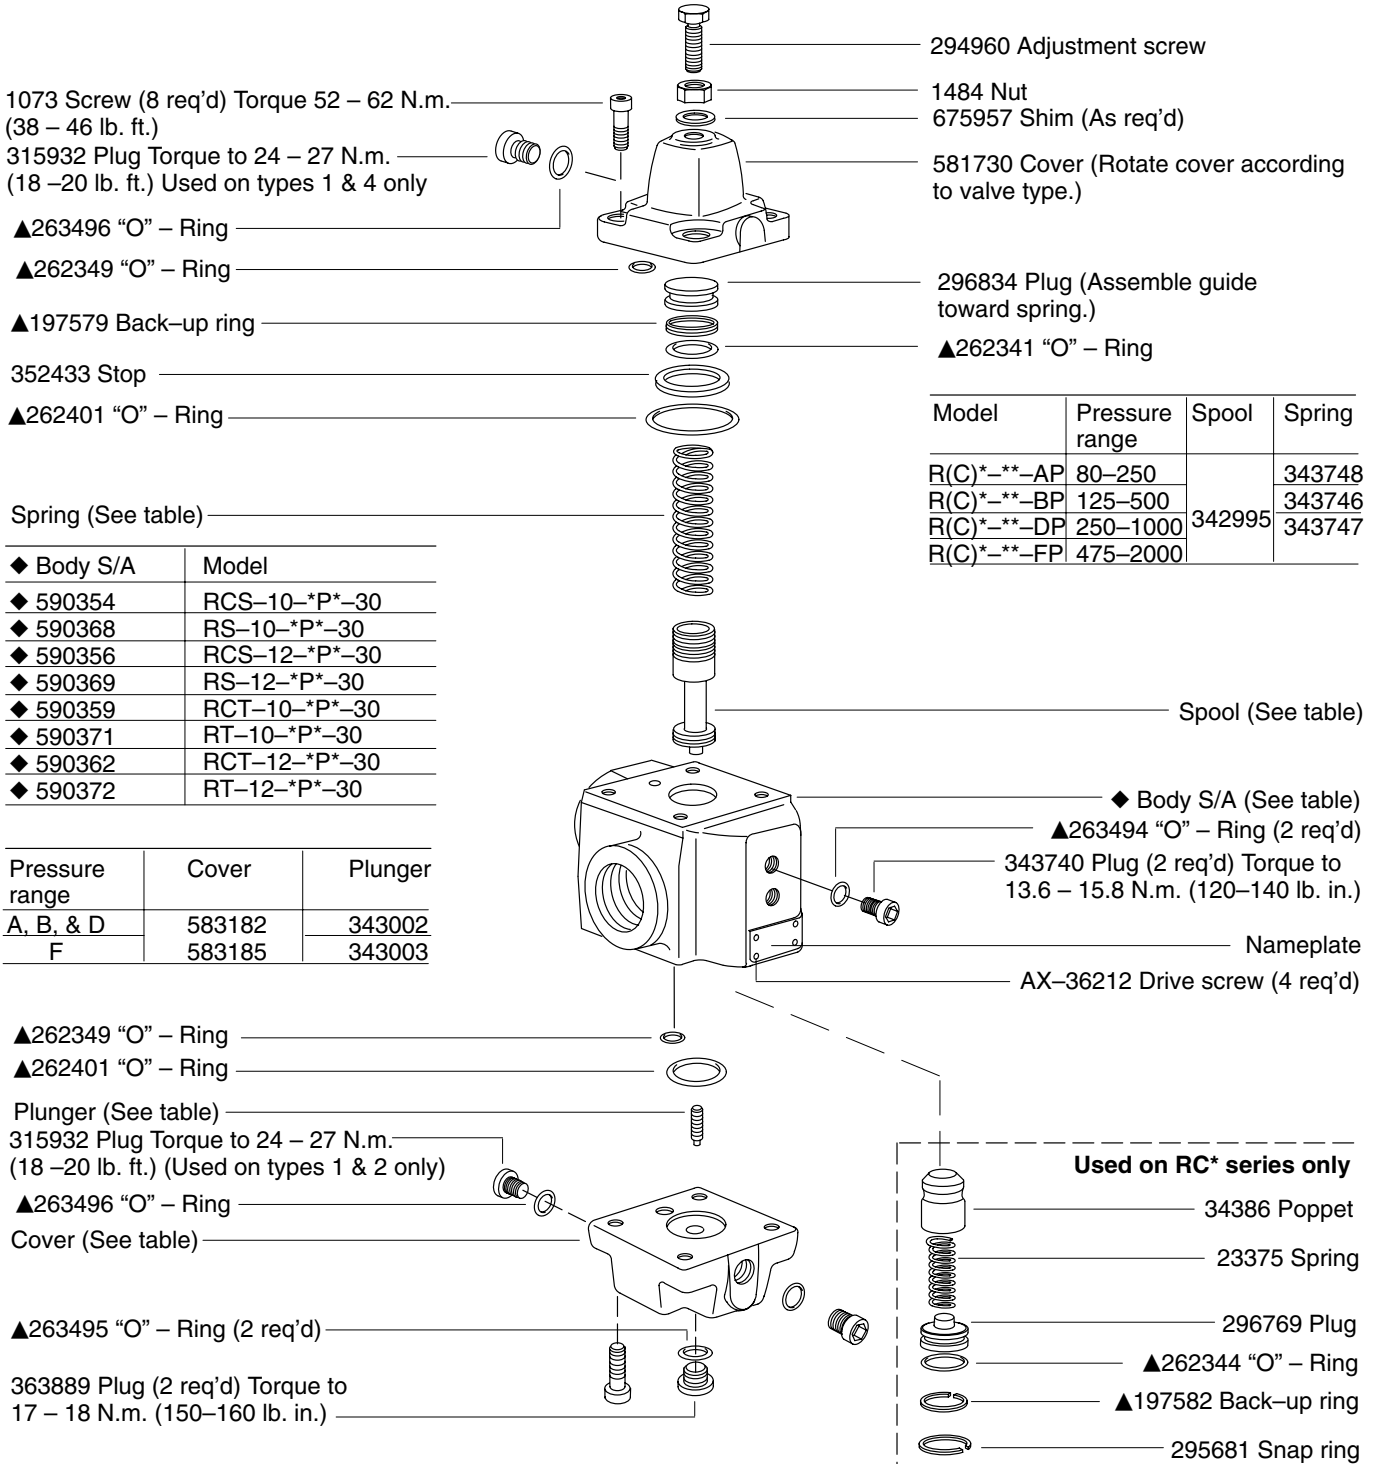 294960 Adjustment screw
1484 Nut
675957 Shim (As req'd)
581730 Cover (Rotate cover according
to valve type.)
1073 Screw (8 req'd) Torque 52 – 62 N.m.
(38 – 46 lb. ft.)
315932 Plug Torque to 24 – 27 N.m.
(18 –20 lb. ft.) Used on types 1 & 4 only
▲263496 “O” – Ring
▲262349 “O” – Ring
▲197579 Back–up ring
352433 Stop
▲262401 “O” – Ring
Spring (See table)
296834 Plug (Assemble guide
toward spring.)
▲262341 “O” – Ring
Model Pressure range Spool Spring
R(C)*–**–AP 80–250 342995 343748
R(C)*–**–BP 125–500 343746
R(C)*–**–DP 250–1000 343747
R(C)*–**–FP 475–2000
◆ Body S/A Model
◆ 590354 RCS–10–*P*–30
◆ 590368 RS–10–*P*–30
◆ 590356 RCS–12–*P*–30
◆ 590369 RS–12–*P*–30
◆ 590359 RCT–10–*P*–30
◆ 590371 RT–10–*P*–30
◆ 590362 RCT–12–*P*–30
◆ 590372 RT–12–*P*–30
Pressure range Cover Plunger
A, B, & D 583182 343002
F 583185 343003
Spool (See table)
◆ Body S/A (See table)
▲263494 “O” – Ring (2 req'd)
343740 Plug (2 req'd) Torque to
13.6 – 15.8 N.m. (120–140 lb. in.)
Nameplate
AX–36212 Drive screw (4 req'd)
▲262349 “O” – Ring
▲262401 “O” – Ring
Plunger (See table)
315932 Plug Torque to 24 – 27 N.m.
(18 –20 lb. ft.) (Used on types 1 & 2 only)
▲263496 “O” – Ring
Cover (See table)
▲263495 “O” – Ring (2 req'd)
363889 Plug (2 req'd) Torque to
17 – 18 N.m. (150–160 lb. in.)
Used on RC* series only
34386 Poppet
23375 Spring
296769 Plug
▲262344 “O” – Ring
▲197582 Back–up ring
295681 Snap ring